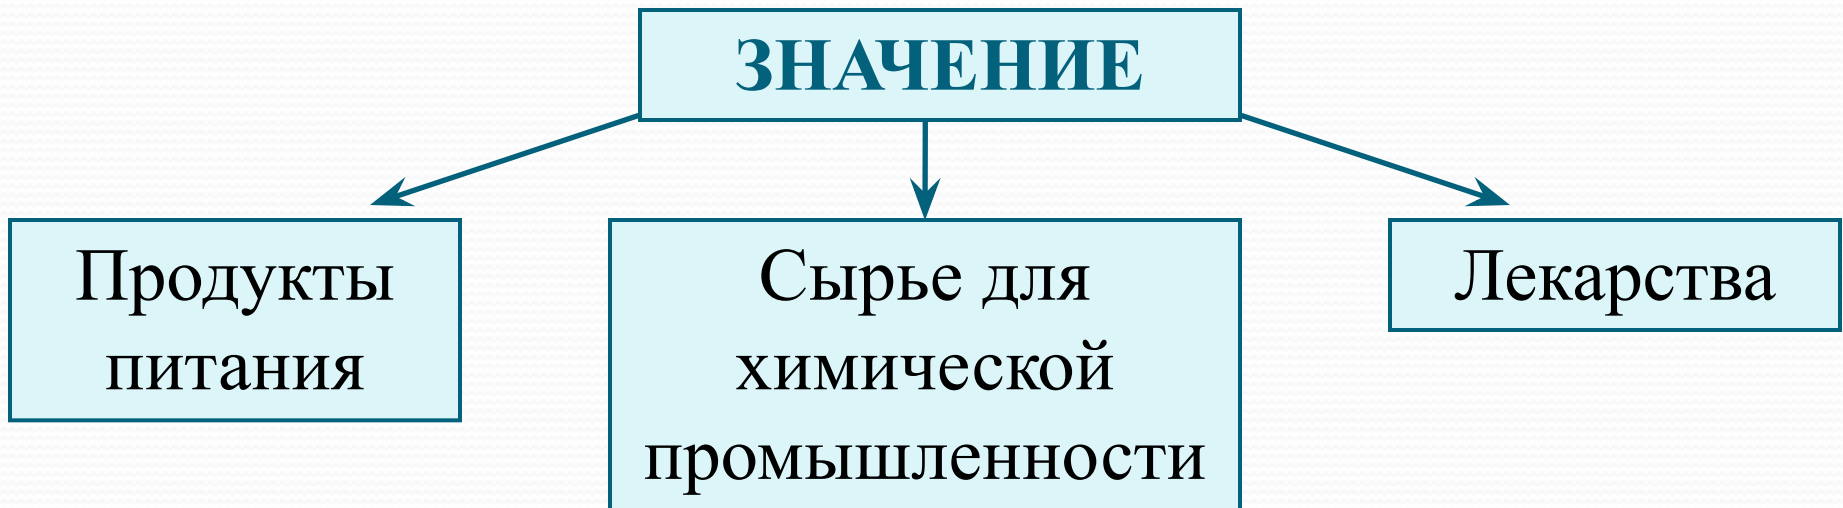 ЗНАЧЕНИЕ
Продукты
питания
Сырье для
химической
промышленности
Лекарства